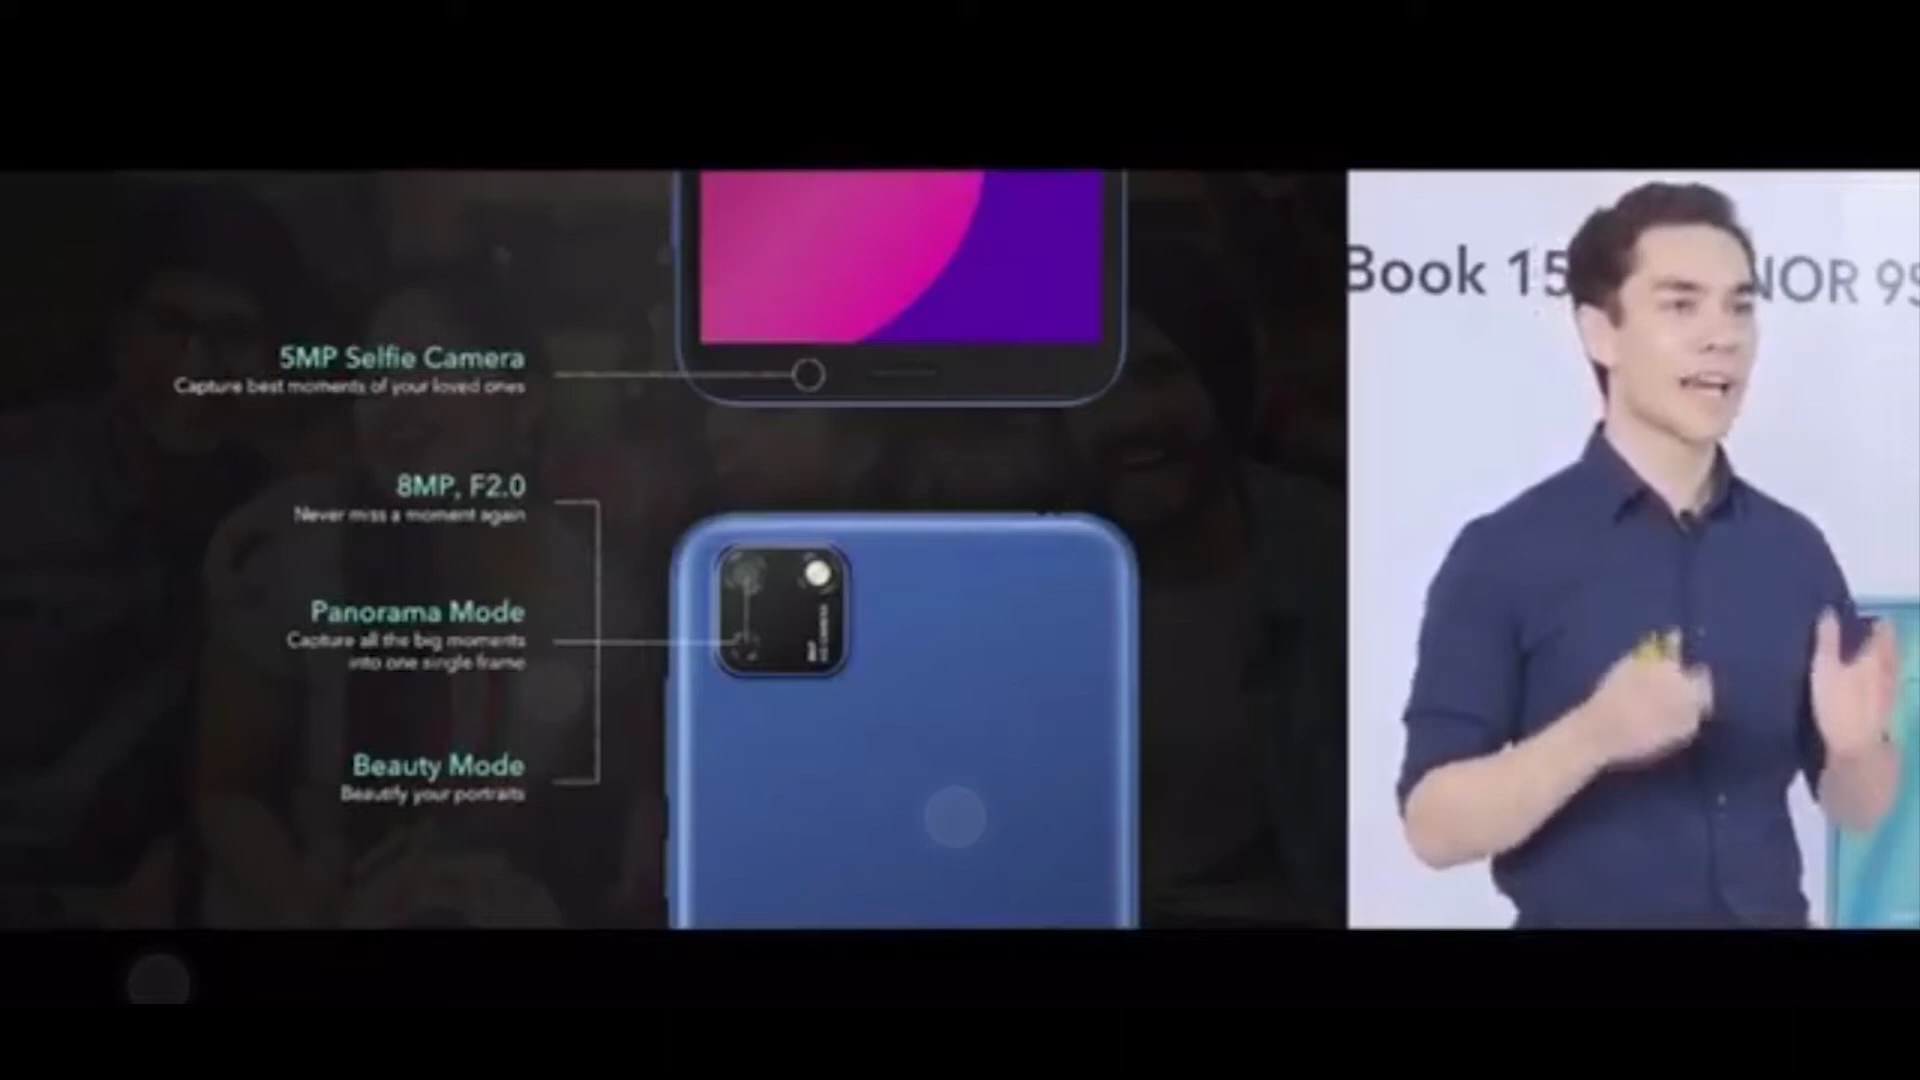 5MP Selfie Camera
Capture best moments of your loved ones
8MP, F2.0
Never miss a moment again
Panorama Mode
Capture all the big moments
into one single frame
Beauty Mode
Beautify your portraits
Book 15
NOR 9S